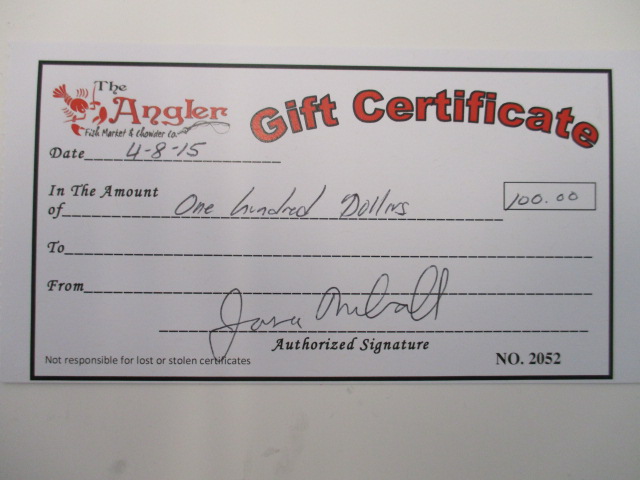 The
Angler
Fish Market & Chowder Co.
Gift Certificate
Date 4-8-15
In The Amount
of One hundred Dollars 100.00
To
From
Authorized Signature
Not responsible for lost or stolen certificates NO. 2052